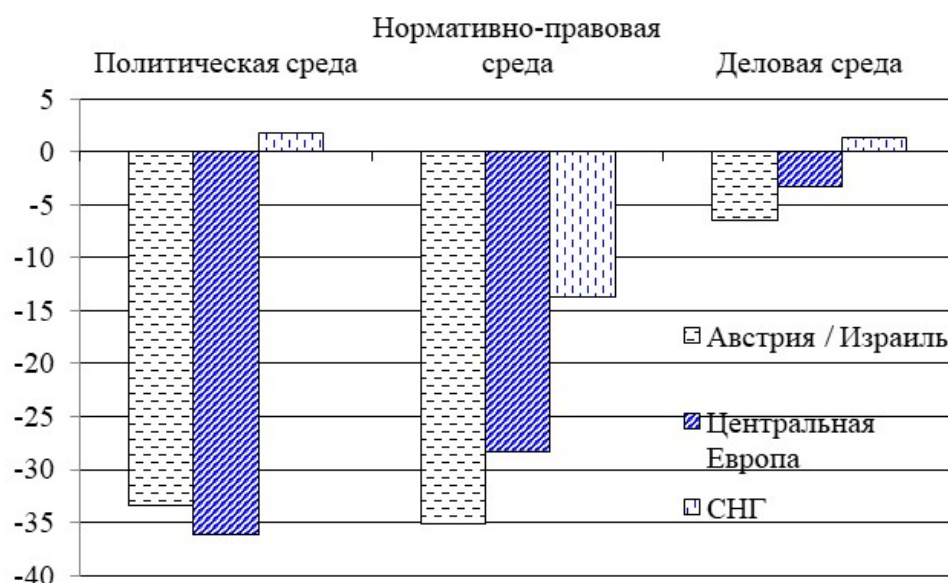 Нормативно-правовая
Политическая среда
среда
Деловая среда
5
0
-5
-10
-15
-20
-25
-30
-35
-40
Австрия / Израиль
Центральная
Европа
СНГ